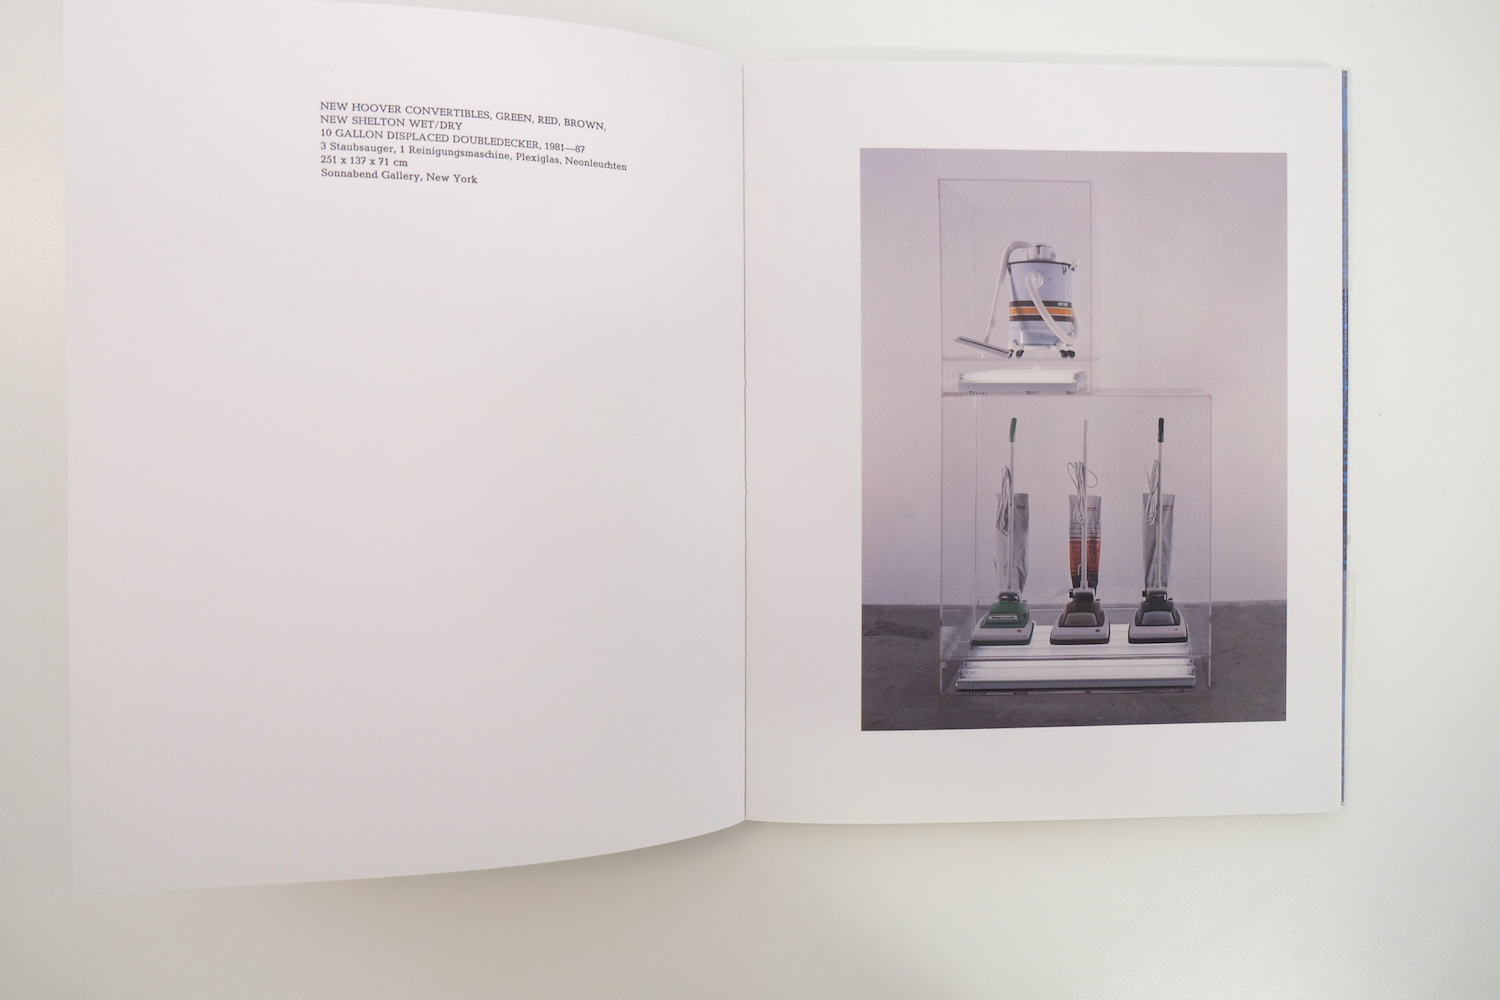 NEW HOOVER CONVERTIBLES, GREEN, RED, BROWN,
NEW SHELTON WET/DRY
10 GALLON DISPLACED DOUBLEDECKER, 1981—87
3 Staubsauger, 1 Reinigungsmaschine, Plexiglas, Neonleuchten
251 x 137 x 71 cm
Sonnabend Gallery, New York